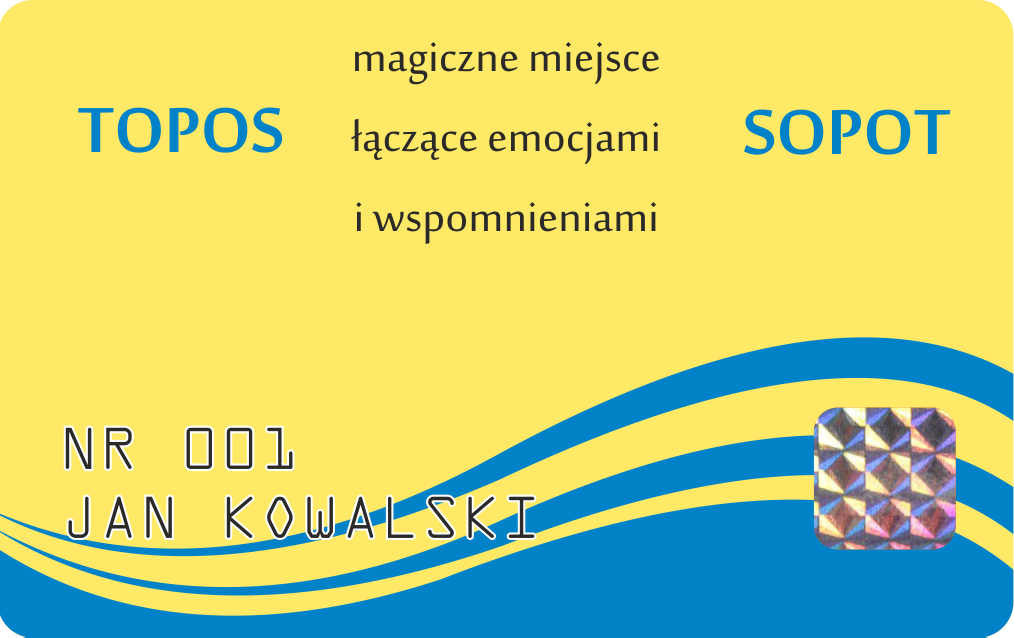 magiczne miejsce
TOPOS
łączące emocjami
SOPOT
i wspomnieniami
NR 001
JAN KOWALSKI